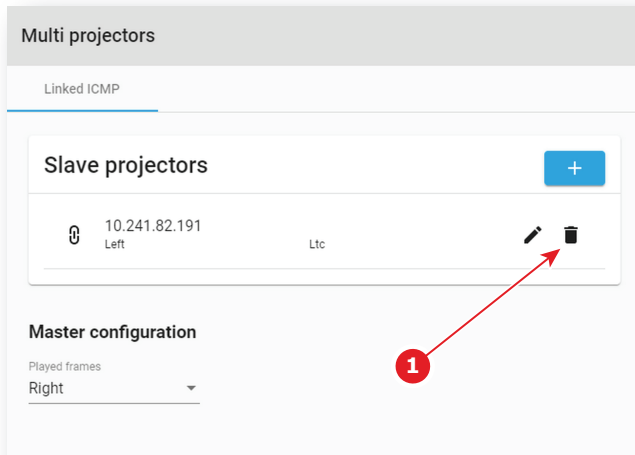 Multi projectors
Linked ICMP
Slave projectors
+
10.241.82.191
Left Ltc
1
Master configuration
Played frames
Right